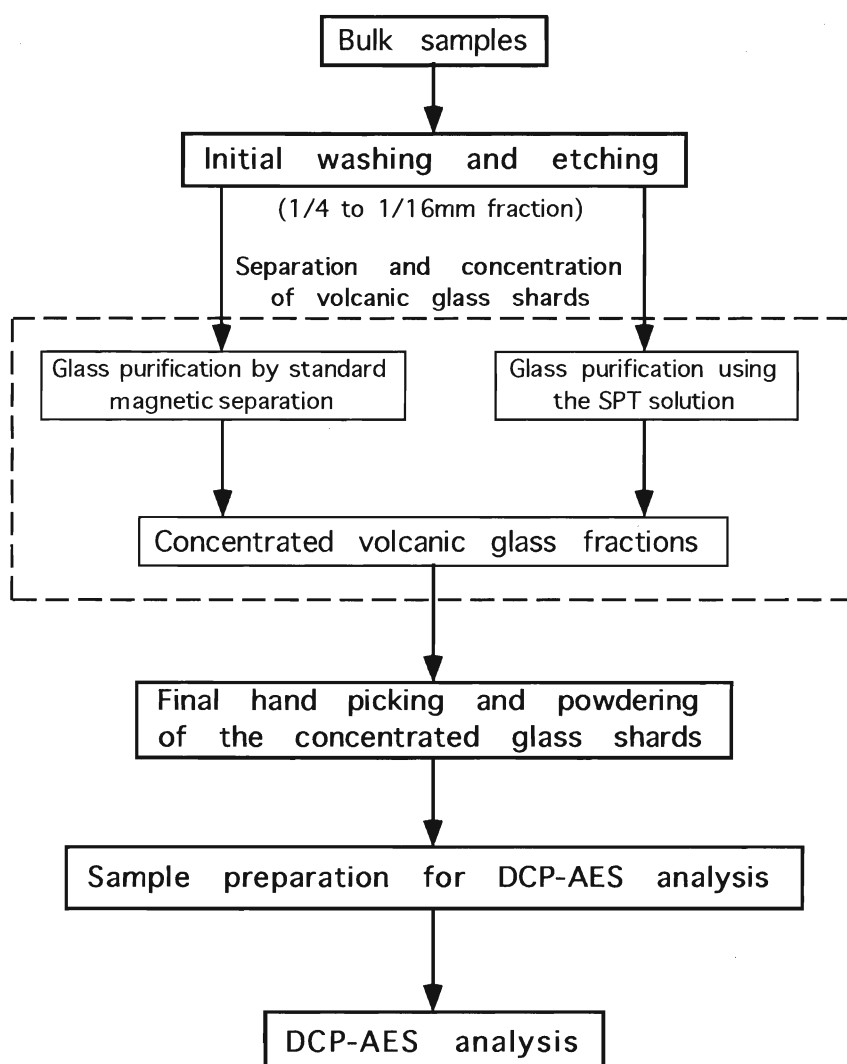 Bulk samples
Initial washing and etching
(1/4 to 1/16mm fraction)
Separation and concentration
of volcanic glass shards
Glass purification by standard
magnetic separation
Glass purification using
the SPT solution
Concentrated volcanic glass fractions
Final hand picking and powdering
of the concentrated glass shards
Sample preparation for DCP-AES analysis
DCP-AES analysis